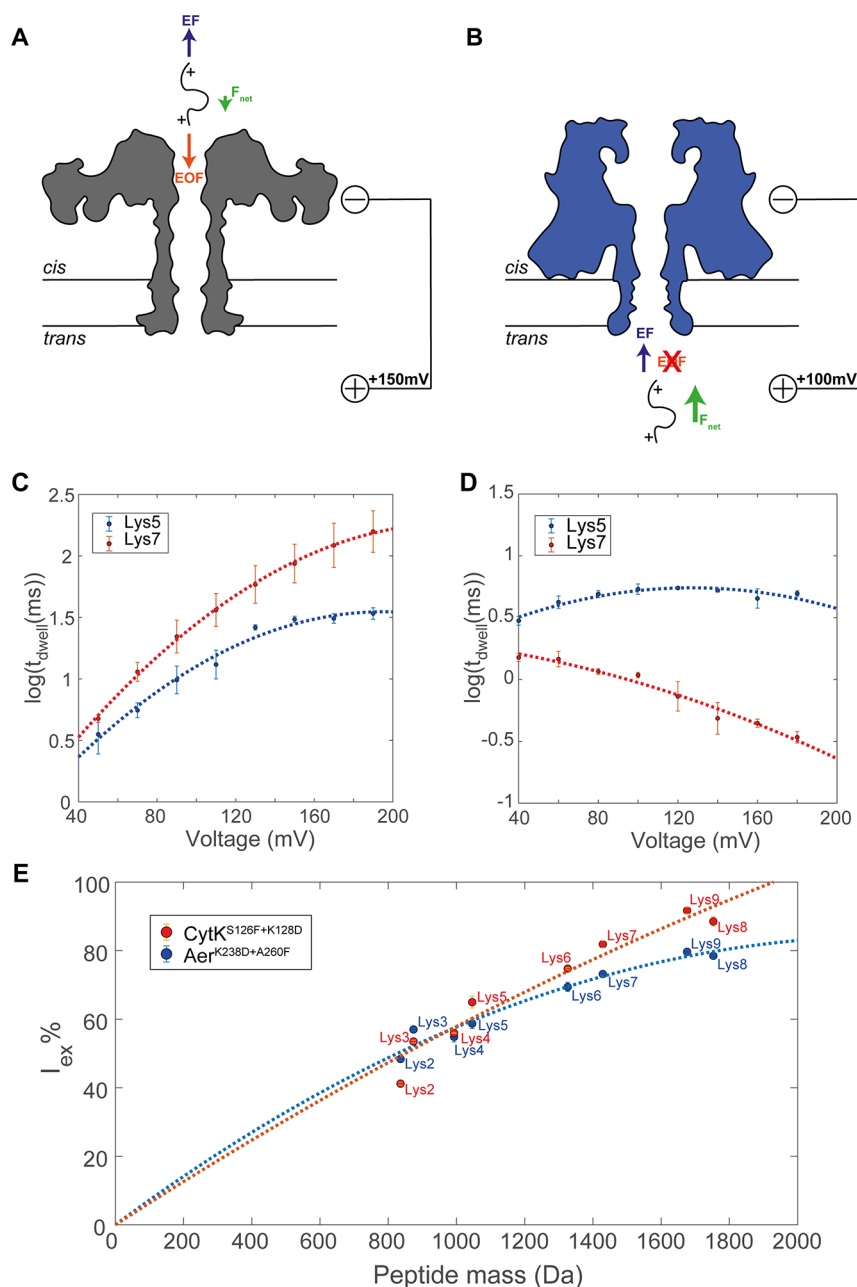 A
EF
+
F net
+
EOF
−
cis
trans
+
+150mV
B
−
cis
trans
EF
EOF
+
+
+100mV
F net
+
C
2.5
2
1.5
1
0.5
0
log(t dwell (ms))
Lys5
Lys7
40
80
120
160
200
Voltage (mV)
D
1.5
1
0.5
0
-0.5
-1
log(t dwell (ms))
Lys5
Lys7
40
80
120
160
200
Voltage (mV)
E
100
80
60
40
20
0
I ex %
CytK S126F+K128D
Aer K238D+A260F
Lys9
Lys8
Lys7
Lys6
Lys9
Lys8
Lys7
Lys6
Lys5
Lys3
Lys5
Lys3
Lys4
Lys2
Lys4
Lys2
0
200
400
600
800
1000
1200
1400
1600
1800
2000
Peptide mass (Da)